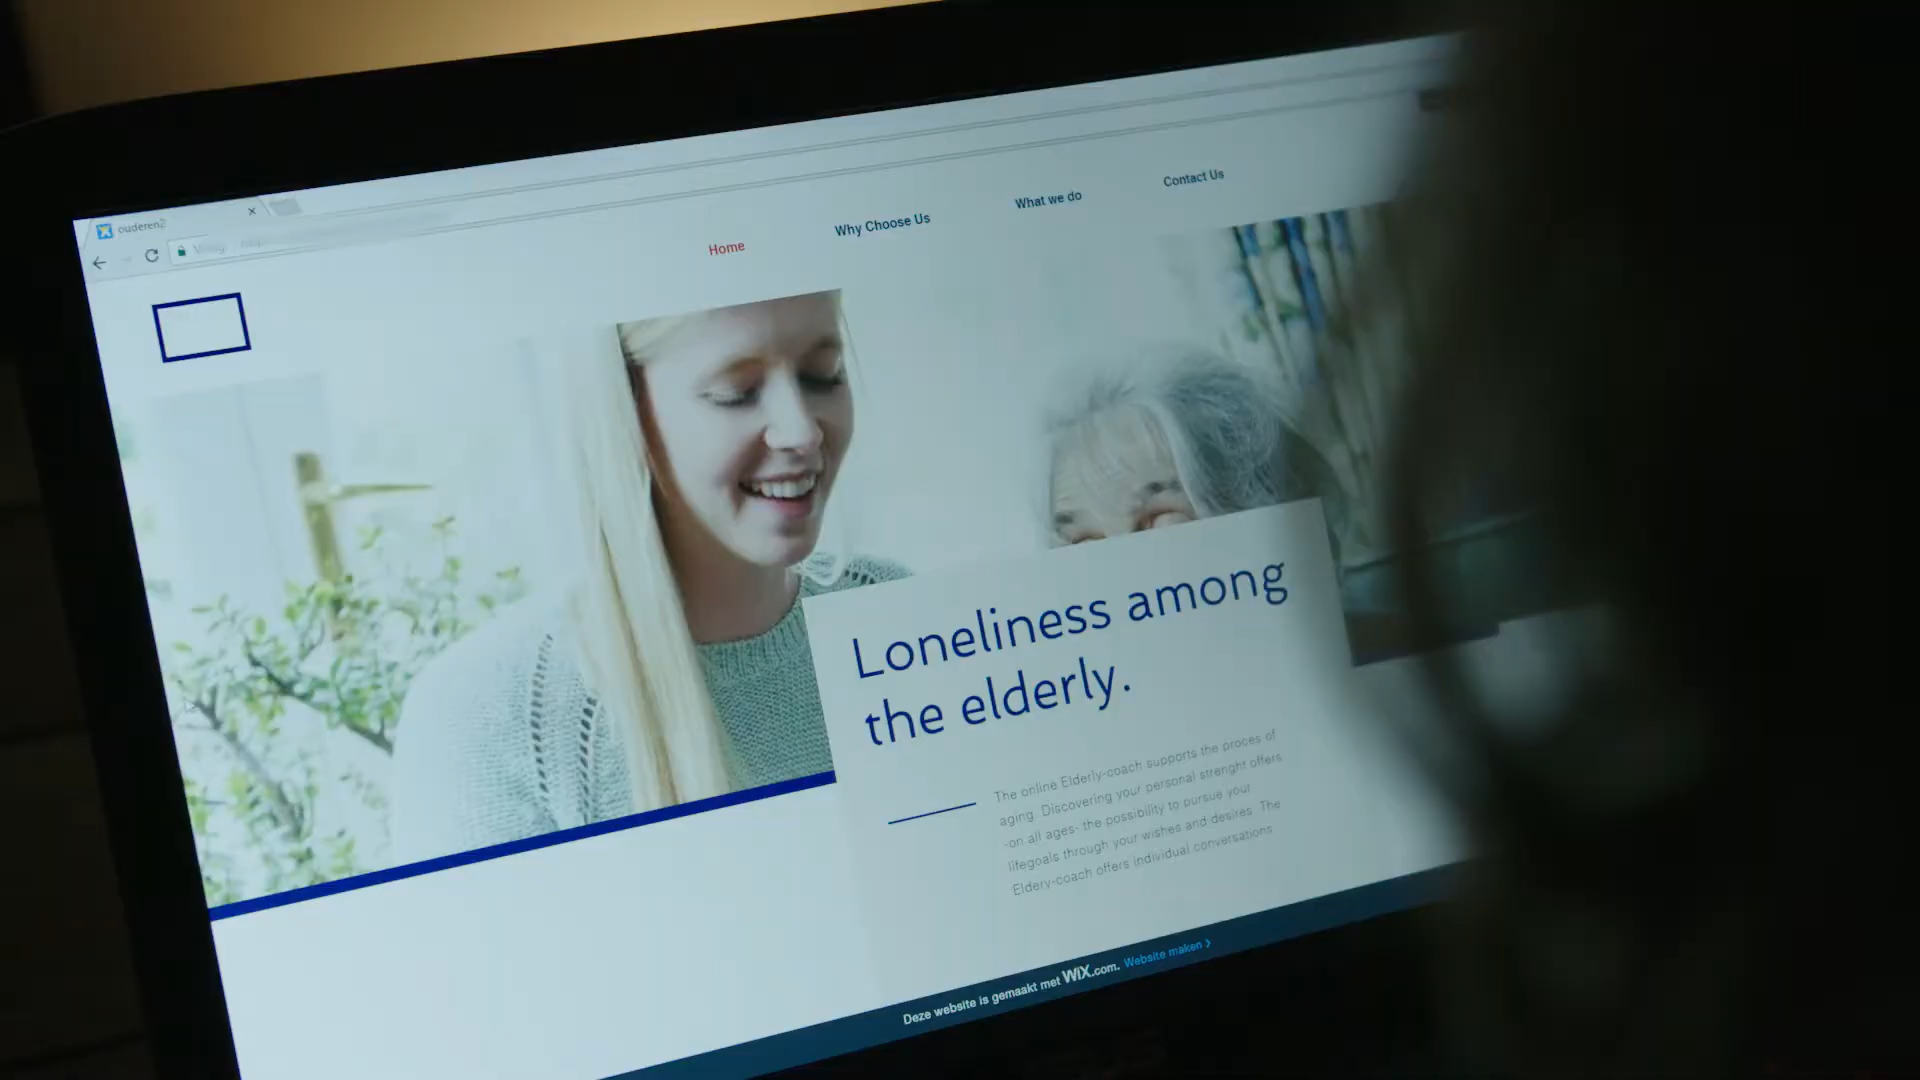 ouderen2
Home
Why Choose Us
What we do
Contact Us
Loneliness among
the elderly.
The online Elderly-coach supports the proces of
aging. Discovering your personal strenght offers
-on all ages- the possibility to pursue your
lifegoals through your wishes and desires. The
Eldery-coach offers individual conversations
Deze website is gemaakt met WiX.com. Website maken >